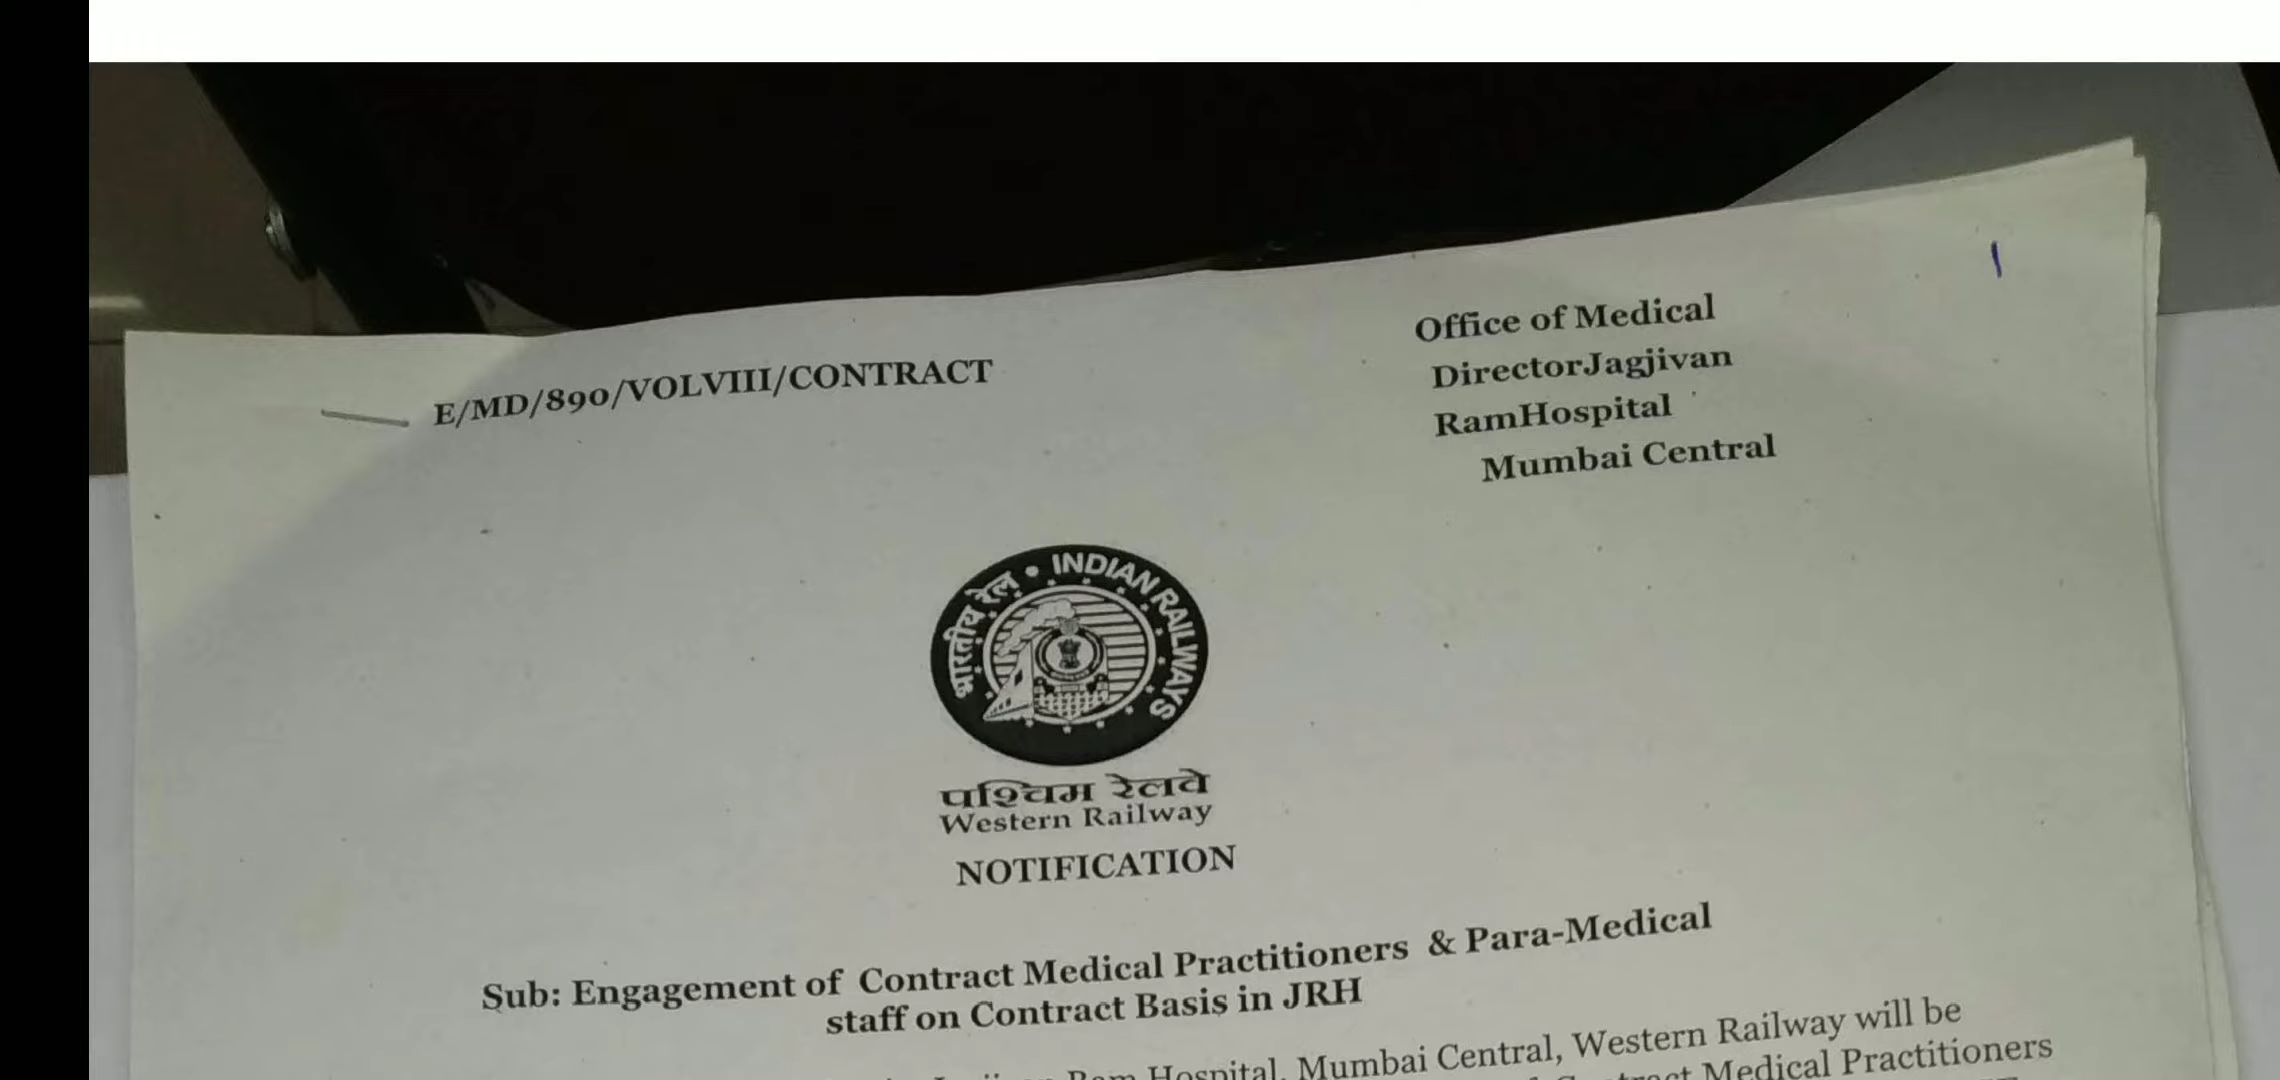 I
E/MD/890/VOLVIII/CONTRACT
Office of Medical
DirectorJagjivan
RamHospital
Mumbai Central
भारतीय रेल • INDIAN RAILWAYS
पश्चिम रेलवे
Western Railway
NOTIFICATION
Sub: Engagement of Contract Medical Practitioners & Para-Medical
staff on Contract Basis in JRH
Ram Hospital, Mumbai Central, Western Railway will be
Medical Practitioners